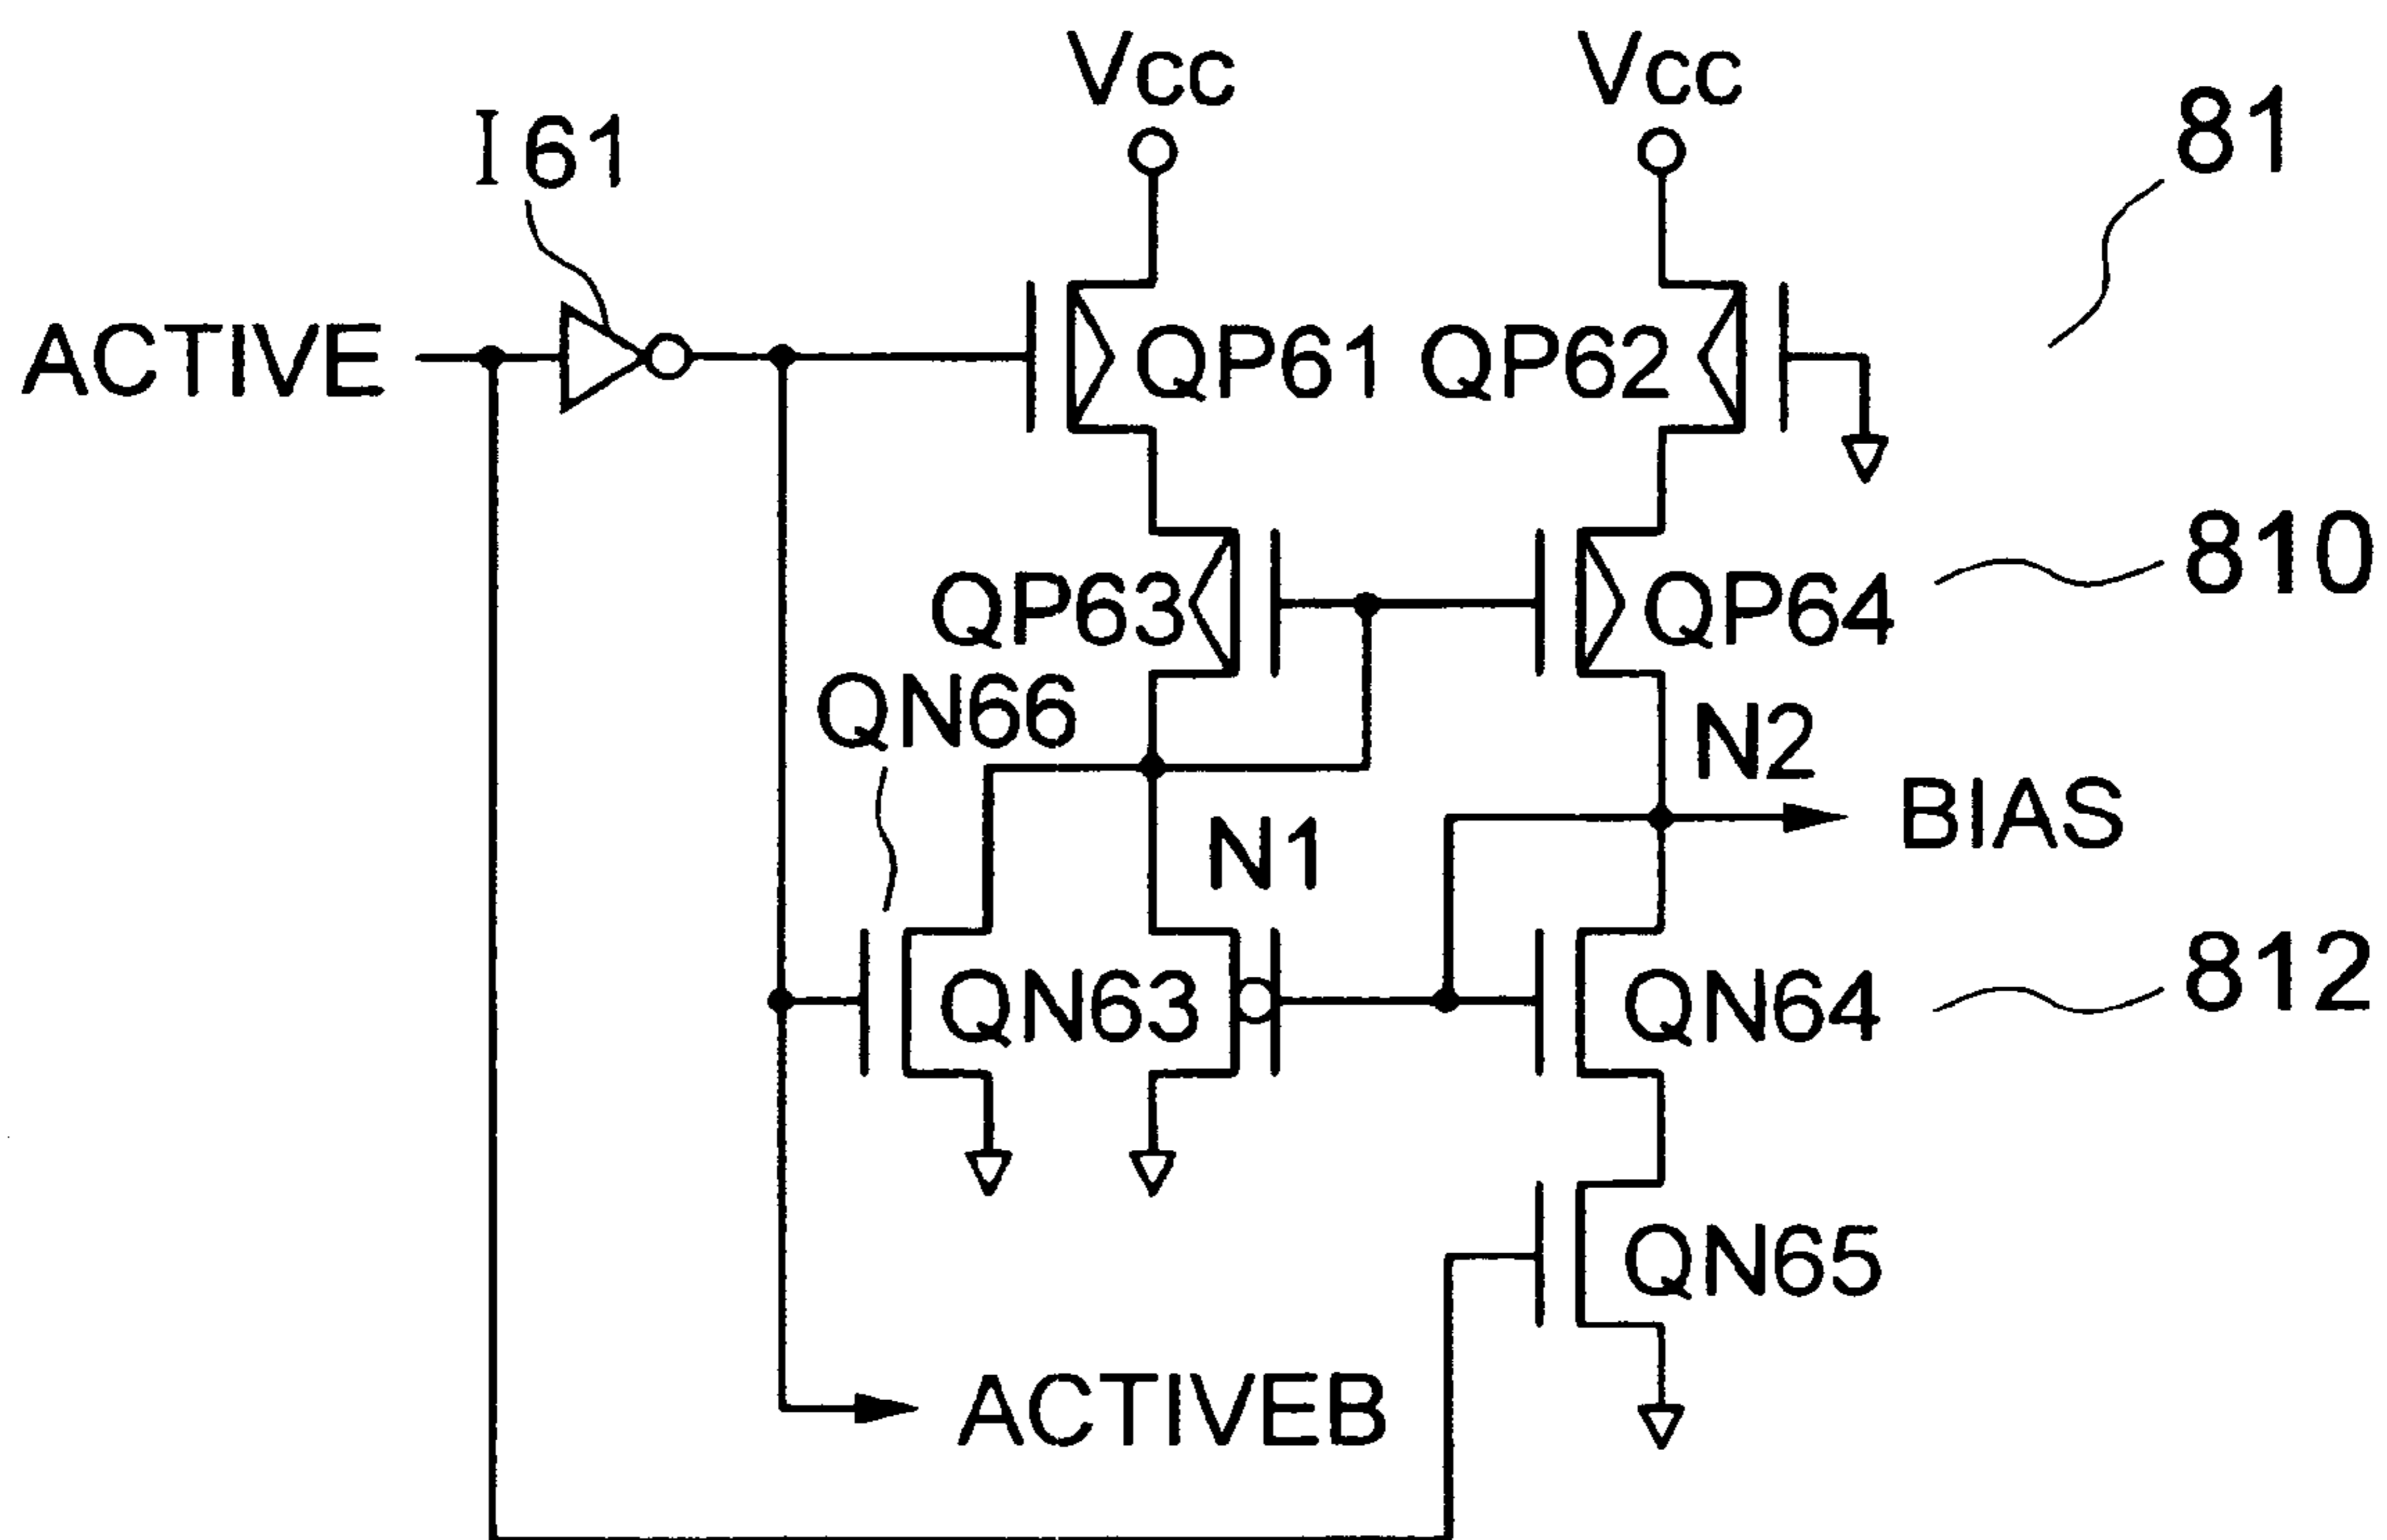 Vcc
Vcc
I61
81
ACTIVE
QP61
QP62
810
QP63
QP64
QN66
N2
BIAS
N1
812
QN63
QN64
QN65
ACTIVEB